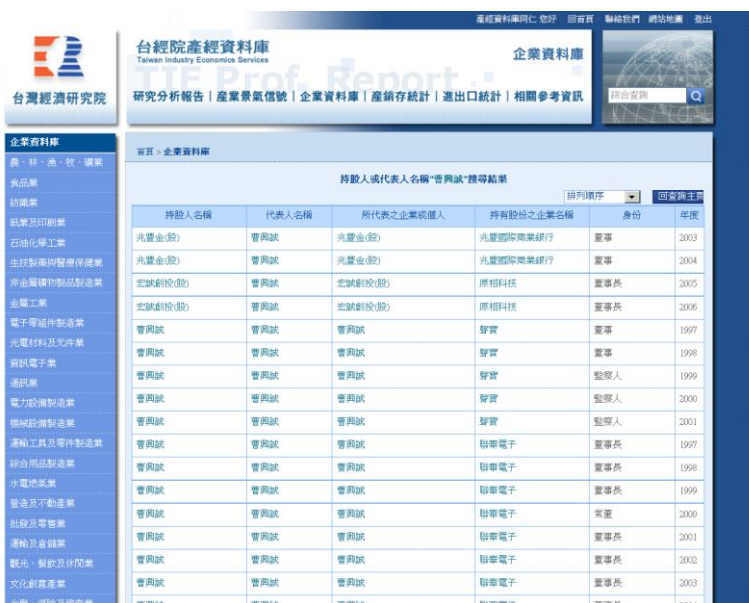 產經資料庫同仁 您好 回首頁 聯絡我們 網站地圖 登出
台灣經濟研究院
台經院產經資料庫
Taiwan Industry Economics Services
企業資料庫
TIE Prof. Report
研究分析報告 | 產業景氣信號 | 企業資料庫 | 產銷存統計 | 進出口統計 | 相關參考資訊
綜合查詢
企業資料庫
農、林、漁、牧、礦業
食品業
紡織業
紙業及印刷業
石油化學工業
生技製藥與醫療保健業
非金屬礦物製品製造業
金屬工業
電子零組件製造業
光電材料及元件業
資訊電子業
通訊業
電力設備製造業
機械設備製造業
運輸工具及零件製造業
綜合用品製造業
水電燃氣業
營造及不動產業
批發及零售業
運輸及倉儲業
觀光、餐飲及休閒業
文化創意產業
首頁 > 企業資料庫
持股人或代表人名稱"曹興誠"搜尋結果
排列順序 回查詢主頁
持股人名稱 代表人名稱 所代表之企業或個人 持有股份之企業名稱 身份 年度
兆豐金(股) 曹興誠 兆豐金(股) 兆豐國際商業銀行 董事 2003
兆豐金(股) 曹興誠 兆豐金(股) 兆豐國際商業銀行 董事 2004
宏誠創投(股) 曹興誠 宏誠創投(股) 原相科技 董事長 2005
宏誠創投(股) 曹興誠 宏誠創投(股) 原相科技 董事長 2006
曹興誠 曹興誠 曹興誠 聲寶 董事 1997
曹興誠 曹興誠 曹興誠 聲寶 董事 1998
曹興誠 曹興誠 曹興誠 聲寶 監察人 1999
曹興誠 曹興誠 曹興誠 聲寶 監察人 2000
曹興誠 曹興誠 曹興誠 聲寶 監察人 2001
曹興誠 曹興誠 曹興誠 聯華電子 董事長 1997
曹興誠 曹興誠 曹興誠 聯華電子 董事長 1998
曹興誠 曹興誠 曹興誠 聯華電子 董事長 1999
曹興誠 曹興誠 曹興誠 聯華電子 常董 2000
曹興誠 曹興誠 曹興誠 聯華電子 董事長 2001
曹興誠 曹興誠 曹興誠 聯華電子 董事長 2002
曹興誠 曹興誠 曹興誠 聯華電子 董事長 2003